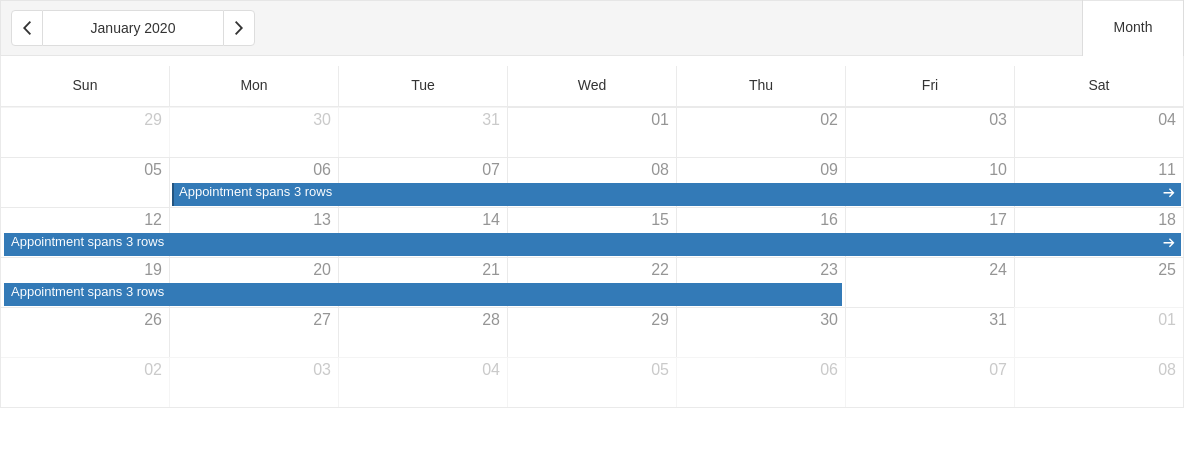 January 2020
Month
Sun Mon Tue Wed Thu Fri Sat
29 30 31 01 02 03 04
05 06 07 08 09 10 11
Appointment spans 3 rows
12 13 14 15 16 17 18
Appointment spans 3 rows
19 20 21 22 23 24 25
Appointment spans 3 rows
26 27 28 29 30 31 01
02 03 04 05 06 07 08